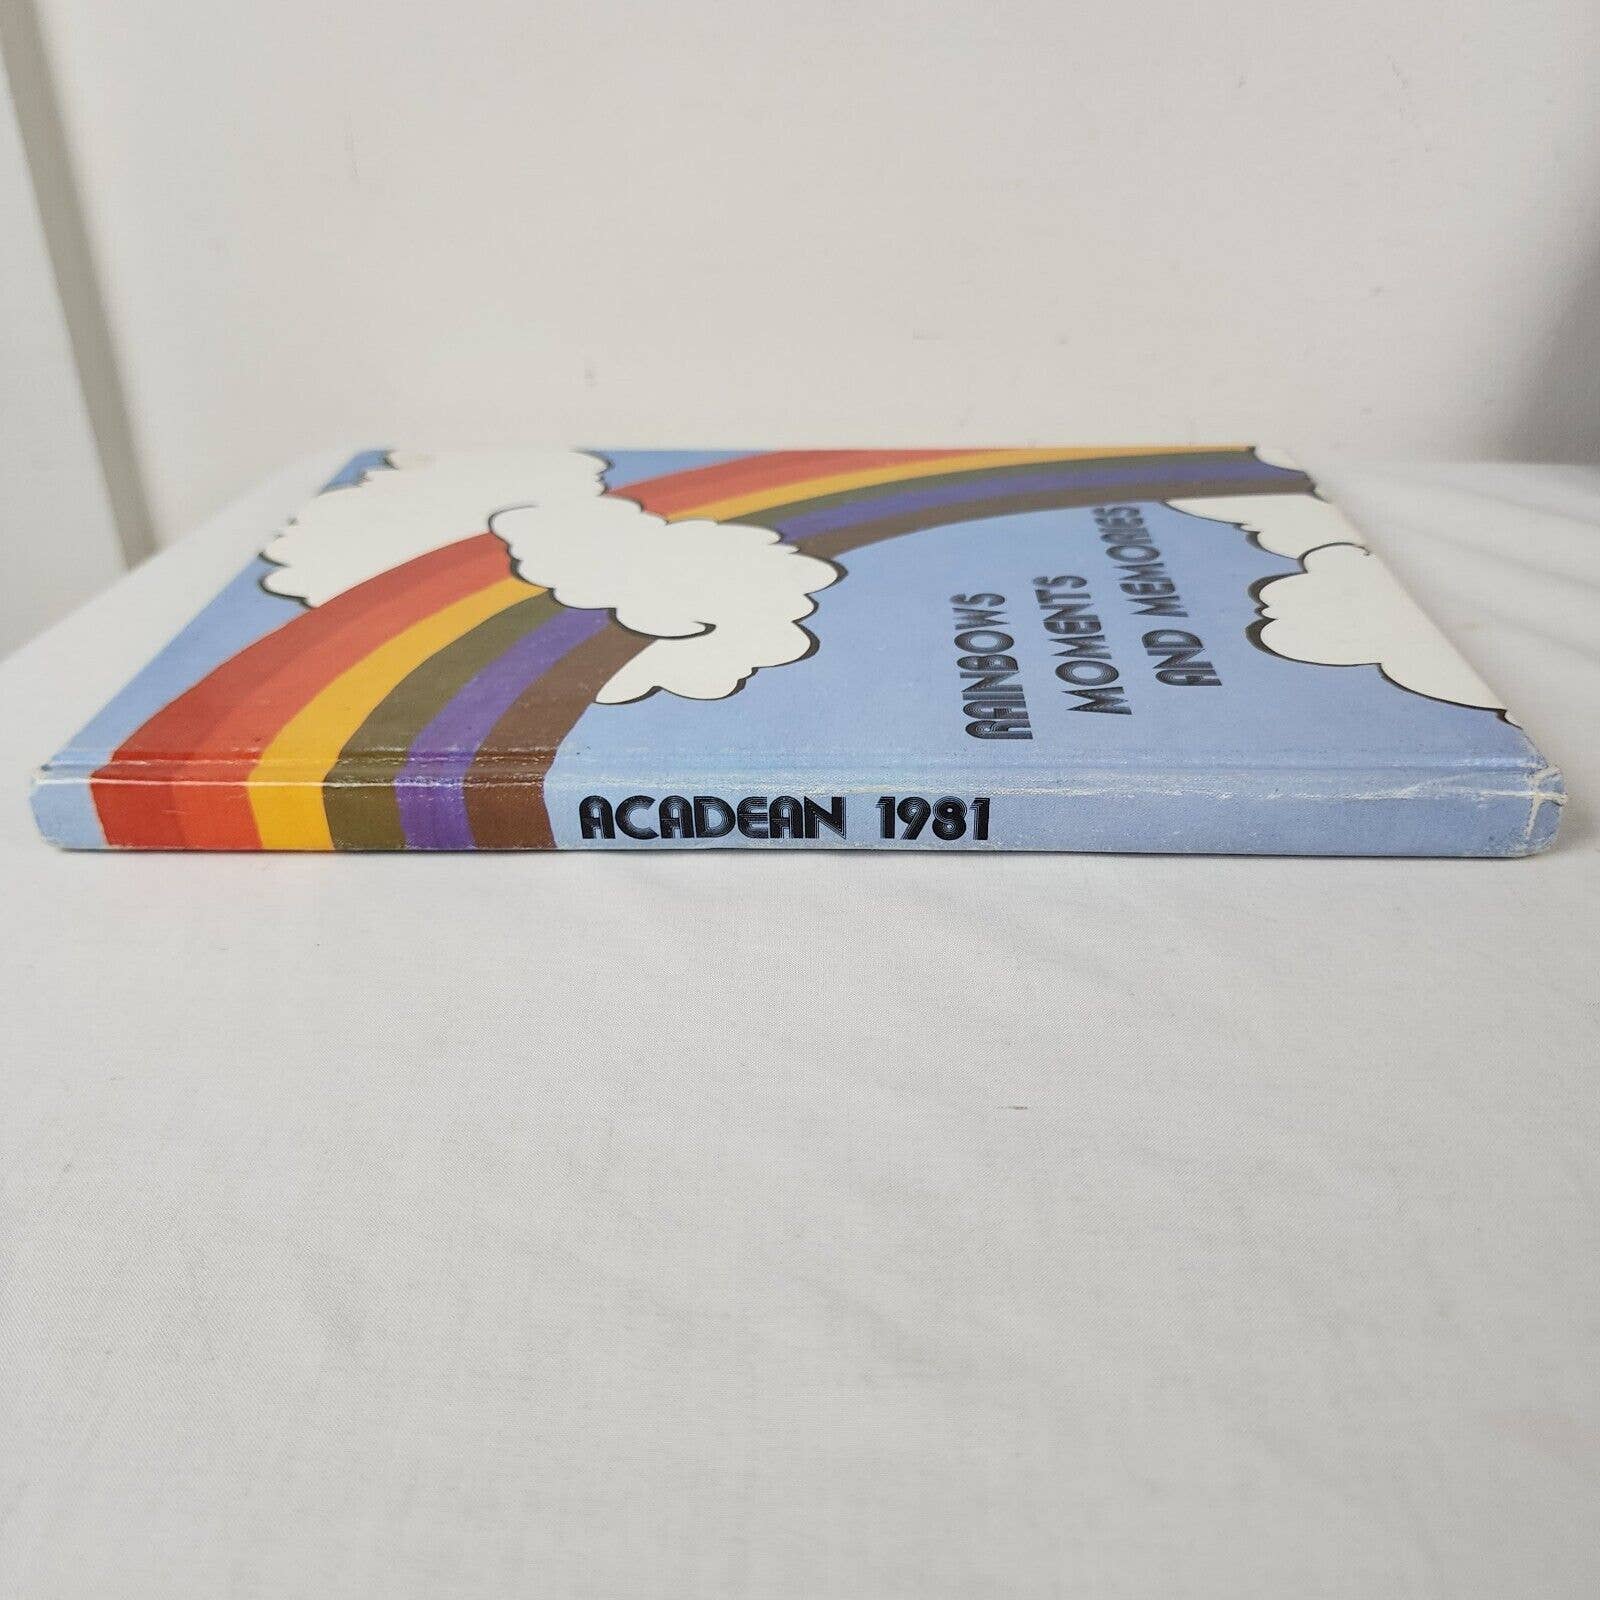 RAINBOWS
MOMENTS
AND MEMORIES
ACADEAN 1981